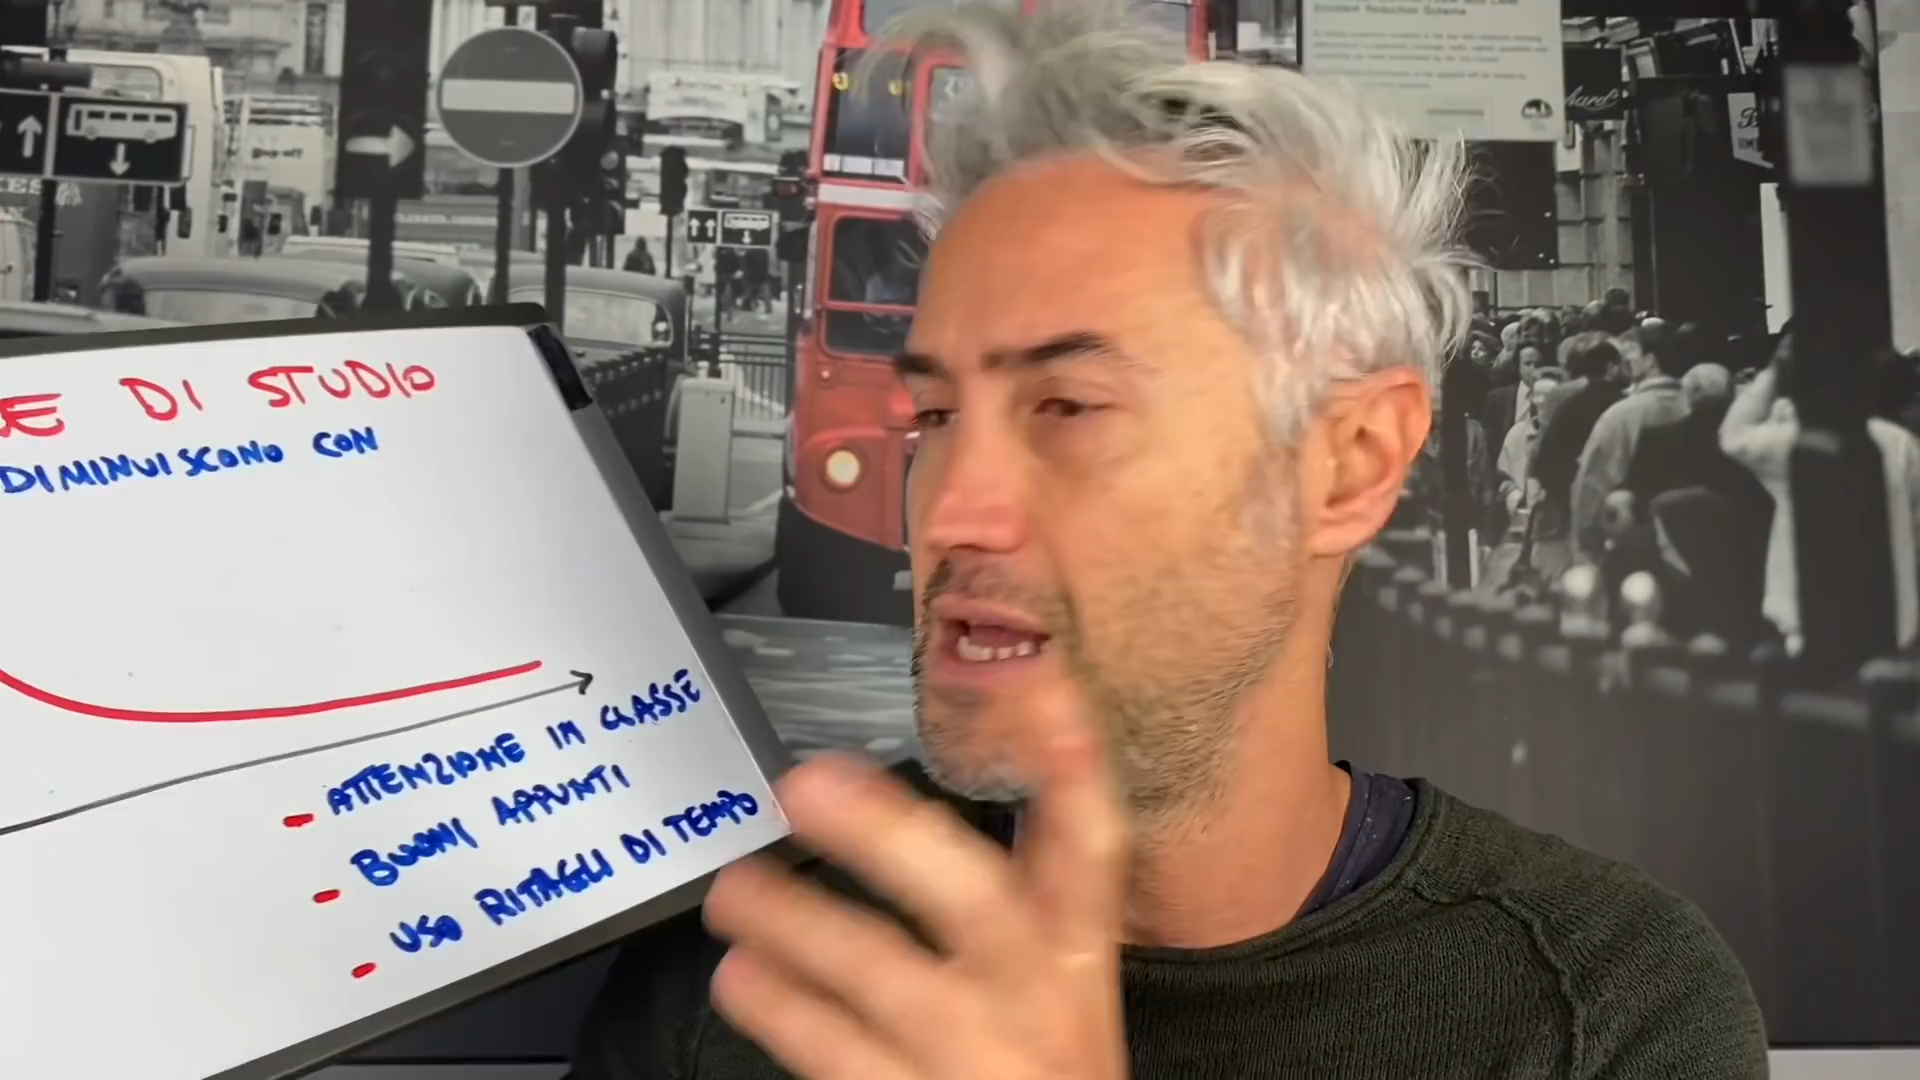 E DI STUDIO
DIMINUISCONO CON
ATTENZIONE IN CLASSE
BUONI APPUNTI
USO RITAGLI DI TEMPO